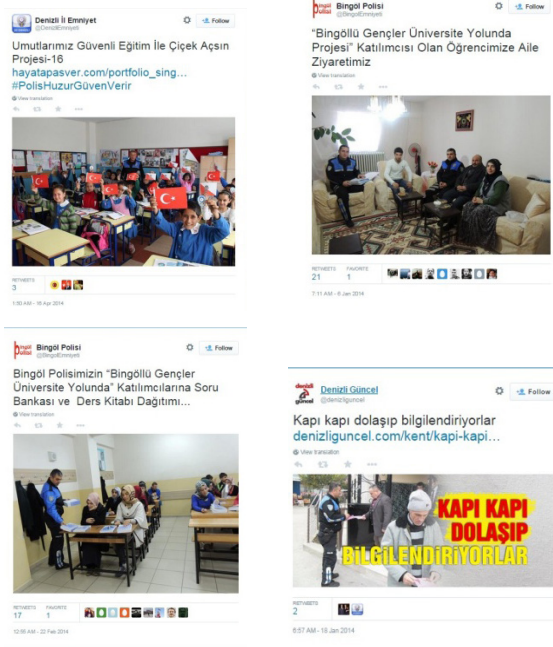 Denizli İl Emniyet
@DenizliEmniyet
Follow
Umutlarımız Güvenli Eğitim İle Çiçek Açsın
Projesi-16
hayatapasver.com/portfolio_sing...
#PolisHuzurGüvenVerir
View translation
RETWEETS
3
1:50 AM - 16 Apr 2014
Bingöl Polisi
@BingolEmniyeti
Follow
"Bingöllü Gençler Üniversite Yolunda
Projesi" Katılımcısı Olan Öğrencimize Aile
Ziyaretimiz
View translation
RETWEETS FAVORITE
21 1
7:11 AM - 8 Jan 2014
Bingöl Polisi
@BingolEmniyeti
Follow
Bingöl Polisimizin "Bingöllü Gençler
Üniversite Yolunda" Katılımcılarına Soru
Bankası ve Ders Kitabı Dağıtımı...
View translation
RETWEETS FAVORITE
17 1
12:56 AM - 22 Feb 2014
denizli
güncel
Denizli Güncel
@denizliguncel
Follow
Kapı kapı dolaşıp bilgilendiriyorlar
denizliguncel.com/kent/kapi-kapi...
View translation
KAPI KAPI
DOLAŞIP
BİLGİLENDİRİYORLAR
RETWEETS
2
6:57 AM - 18 Jan 2014